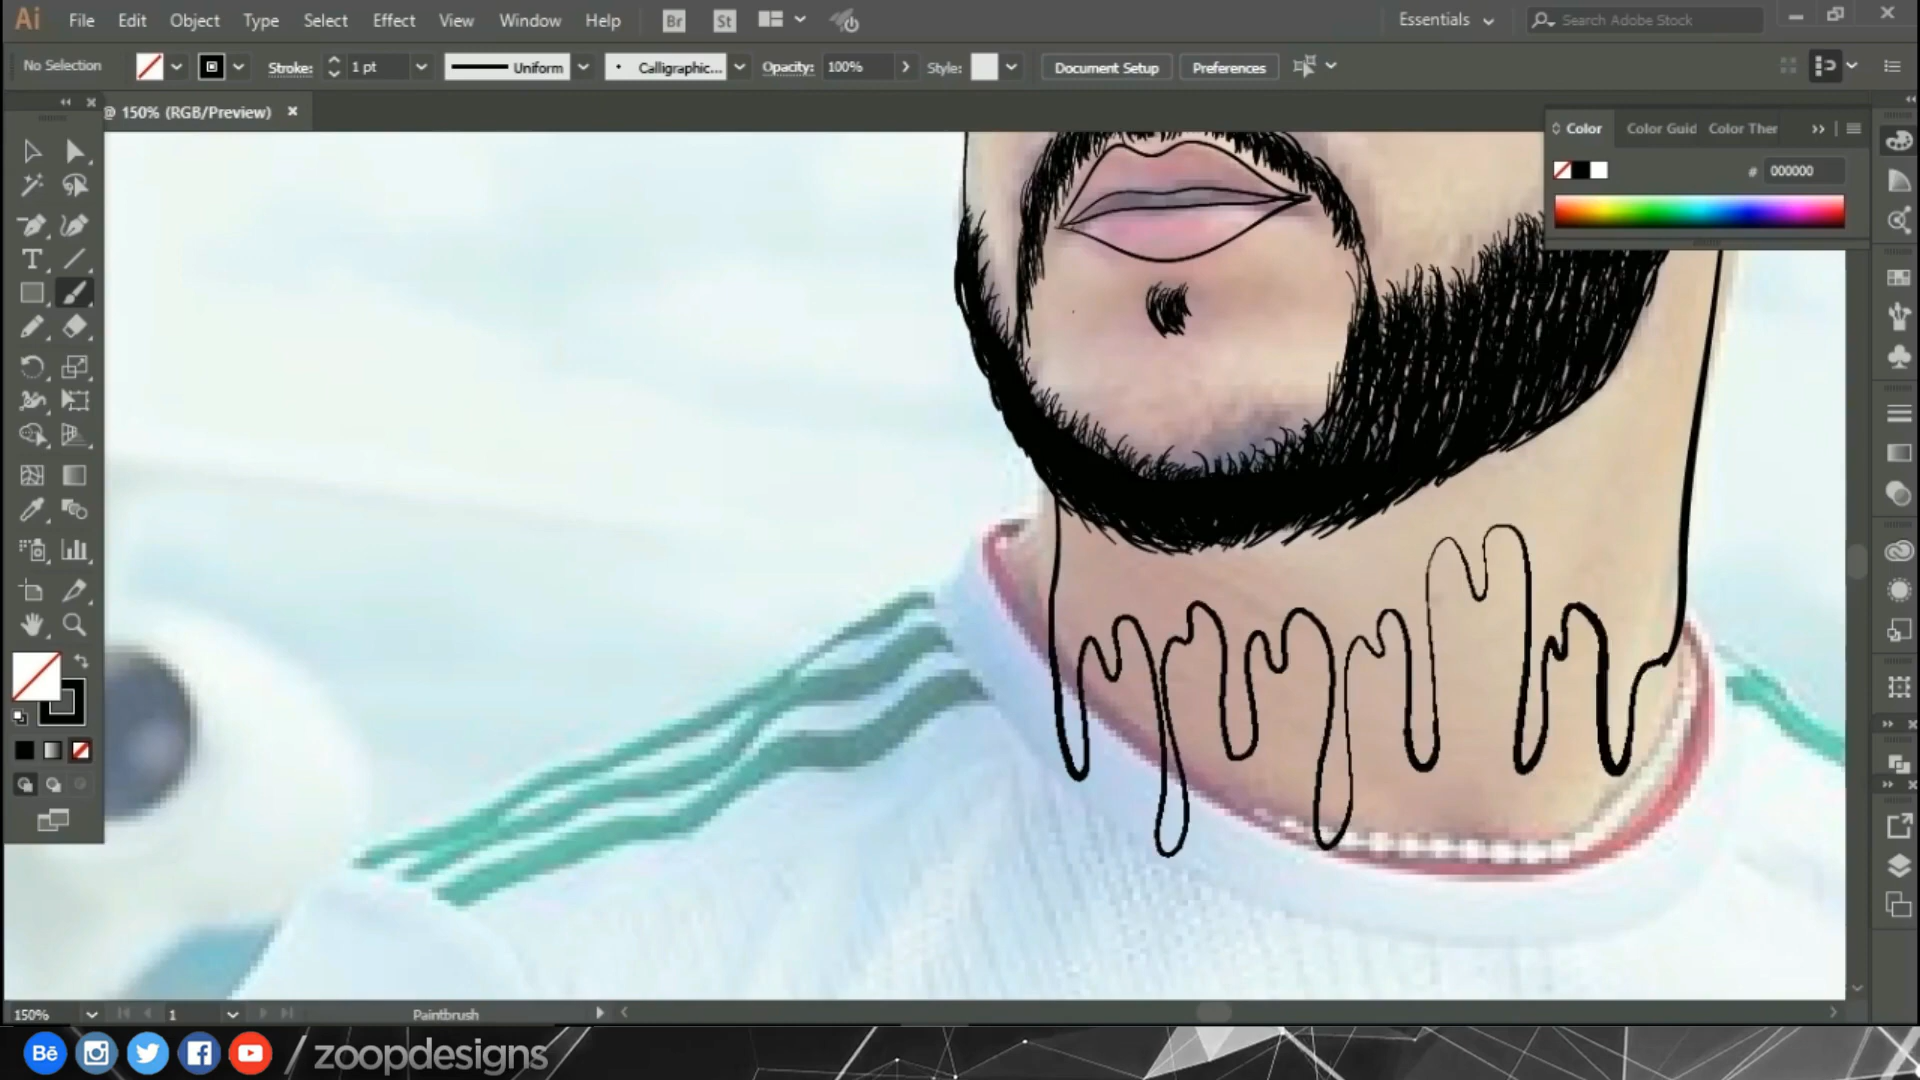 Ai File Edit Object Type Select Effect View Window Help Br St Essentials Search Adobe Stock
No Selection Stroke: 1 pt Uniform Calligraphic... Opacity: 100% Style: Document Setup Preferences
@ 150% (RGB/Preview)
Color Color Guid Color Ther
# 000000
150% 1 Paintbrush
Bē / zoopdesigns